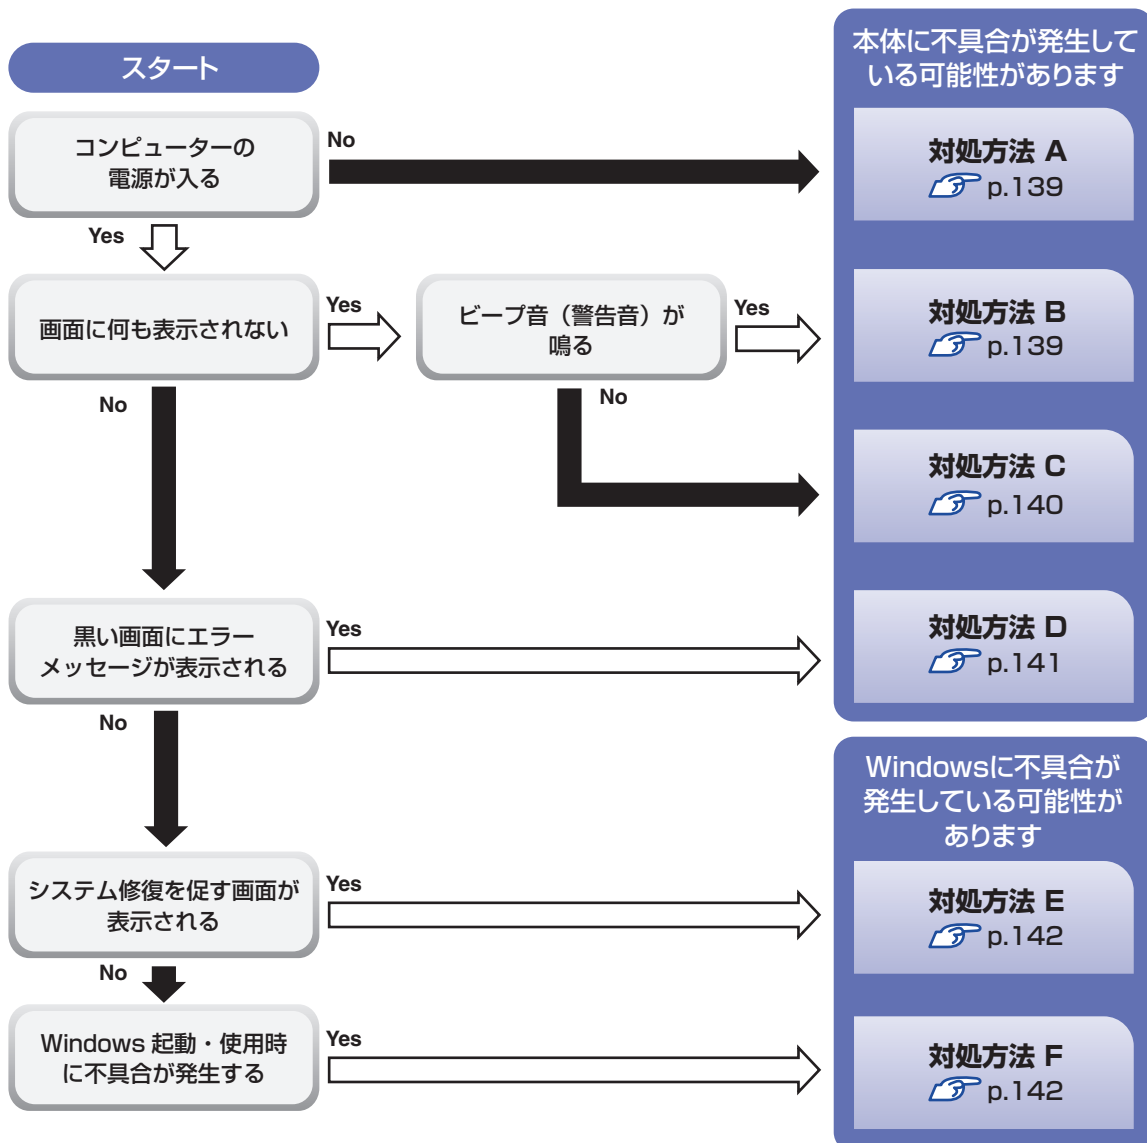 スタート
コンピューターの
電源が入る
No
Yes
画面に何も表示されない
Yes
No
ビープ音（警告音）が
鳴る
Yes
No
黒い画面にエラー
メッセージが表示される
Yes
No
システム修復を促す画面が
表示される
Yes
No
Windows 起動・使用時
に不具合が発生する
Yes
本体に不具合が発生して
いる可能性があります
対処方法 A
p.139
対処方法 B
p.139
対処方法 C
p.140
対処方法 D
p.141
Windowsに不具合が
発生している可能性が
あります
対処方法 E
p.142
対処方法 F
p.142